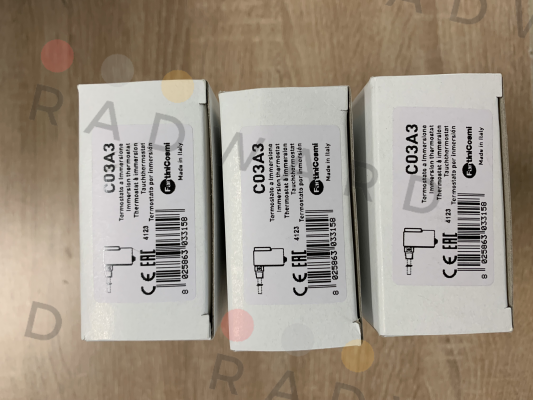 C03A3
Termostato a Immersione
Immersion thermostat
Thermostat à immersion
Tauchthermostat
Termostato por inmersión
FantiniCosmi
Made in Italy
4123
CE EAC
8 025863 033158
C03A3
Termostato a Immersione
Immersion thermostat
Thermostat à immersion
Tauchthermostat
Termostato por inmersión
FantiniCosmi
Made in Italy
4123
CE EAC
8 025863 033158
C03A3
Termostato a Immersione
Immersion thermostat
Thermostat à immersion
Tauchthermostat
Termostato por inmersión
FantiniCosmi
Made in Italy
4123
CE EAC
8 025863 033158
RADWARD
RADWARD